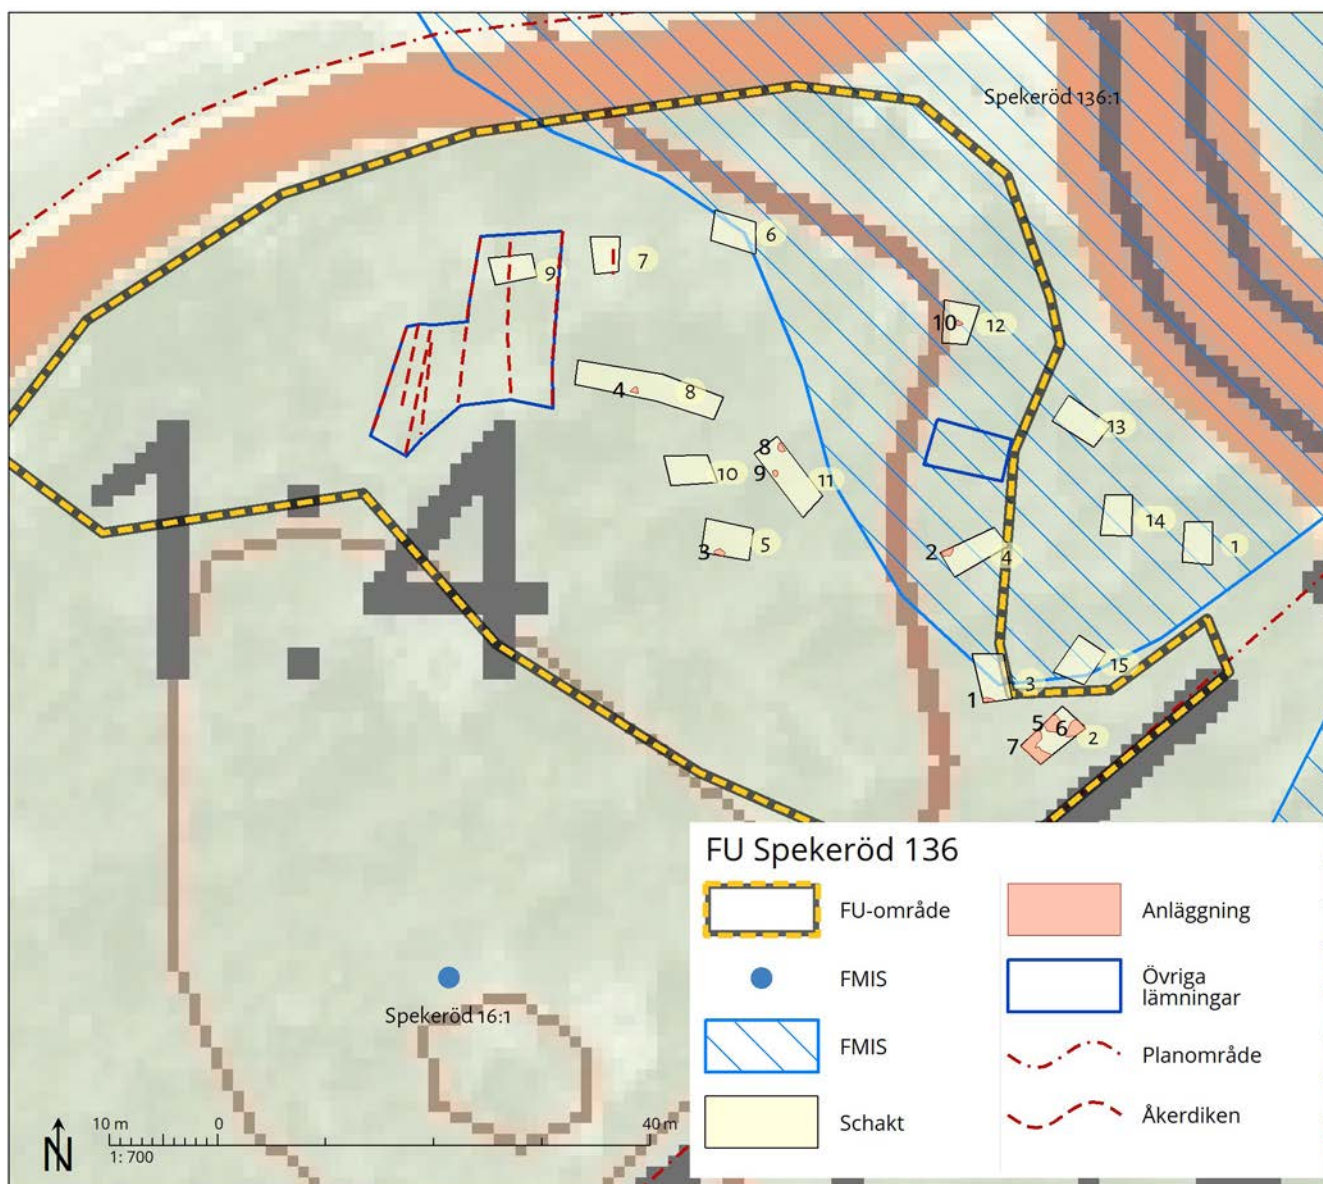 Spekeröd 136:1
6
7
9
10
12
4
8
13
8
9
10
11
14
1
3
5
2
4
15
1
3
5
6
7
2
1:4
Spekeröd 16:1
10 m
0
40 m
1: 700
N
FU Spekeröd 136
FU-område
FMIS
FMIS
Schakt
Anläggning
Övriga
lämningar
Planområde
Åkerdiken